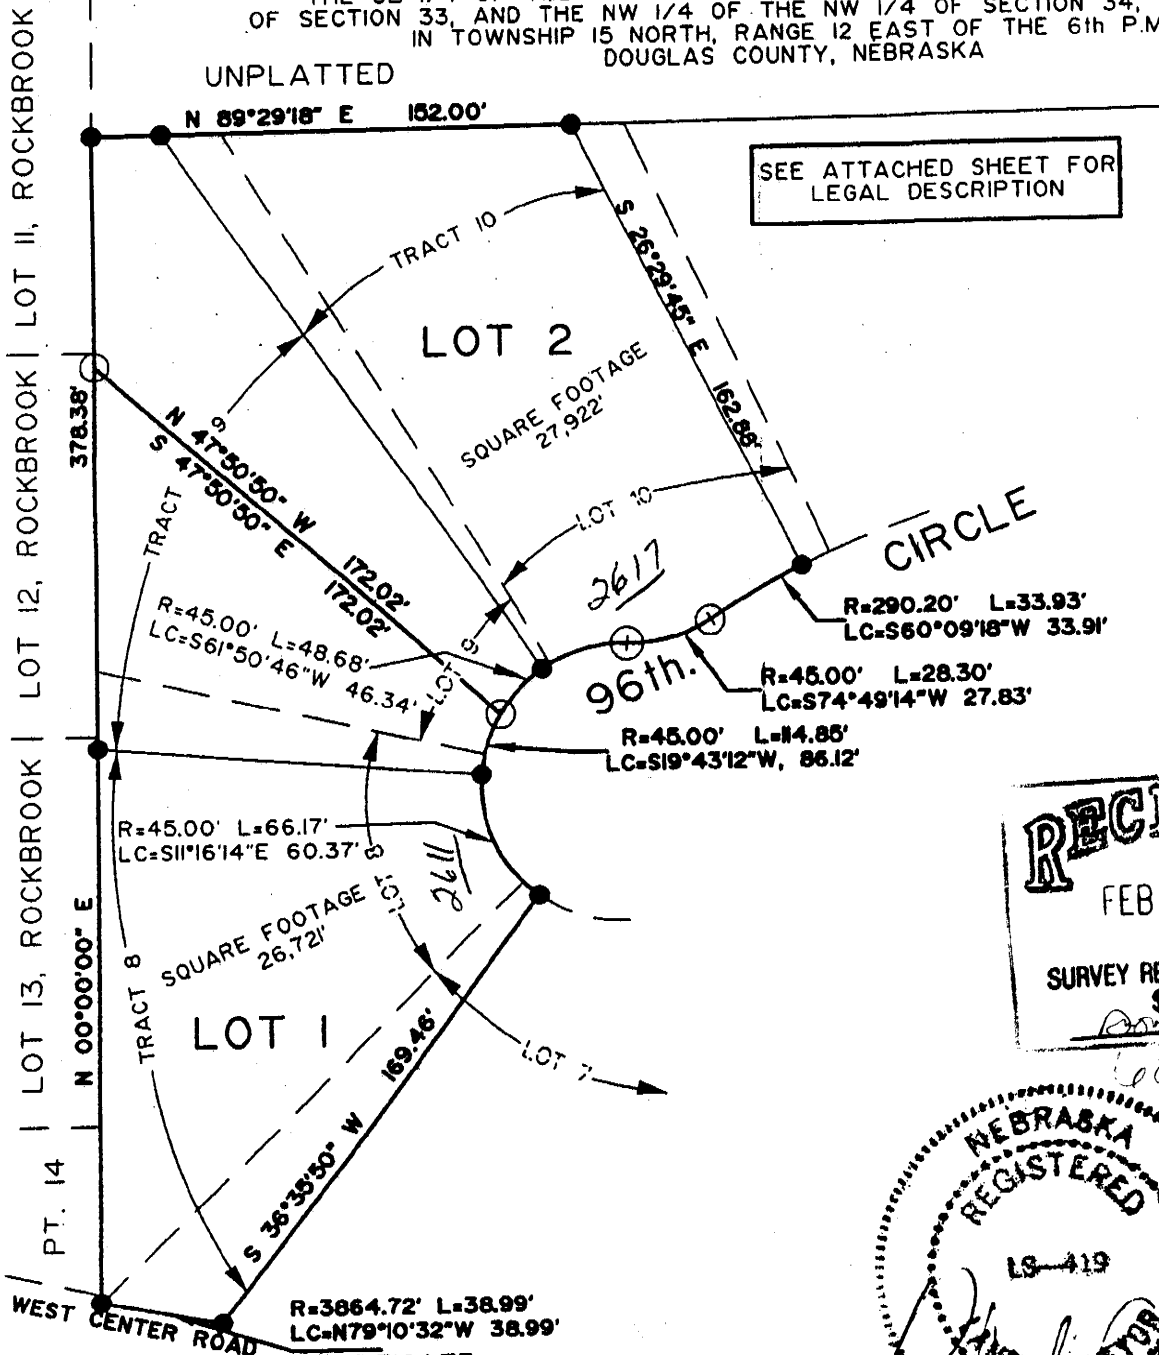 OF SECTION 33, AND THE NW 1/4 OF THE NW 1/4 OF SECTION 34,
IN TOWNSHIP 15 NORTH, RANGE 12 EAST OF THE 6th P.M
DOUGLAS COUNTY, NEBRASKA
UNPLATTED
N 89°29'18" E 152.00'
SEE ATTACHED SHEET FOR
LEGAL DESCRIPTION
LOT 11, ROCKBROOK
TRACT 10
S 26°29'45" E 162.88'
LOT 2
SQUARE FOOTAGE
27,922'
378.38'
LOT 12, ROCKBROOK
TRACT 9
N 47°50'50" W 172.02'
S 47°50'50" E 172.02'
LOT 10
2617
CIRCLE
96th.
R=290.20' L=33.93'
LC=S60°09'18"W 33.91'
R=45.00' L=48.68'
LC=S61°50'46"W 46.34'
LOT 9
R=45.00' L=28.30'
LC=S74°49'14"W 27.83'
R=45.00' L=114.85'
LC=S19°43'12"W, 86.12'
R=45.00' L=66.17'
LC=S11°16'14"E 60.37'
LOT 8
2611
LOT 13, ROCKBROOK
N 00°00'00" E
TRACT 8
SQUARE FOOTAGE
26,721'
LOT 1
169.46'
S 36°35'50" W
LOT 7
FEB
SURVEY RE
PT. 14
NEBRASKA
REGISTERED
LS-419
WEST CENTER ROAD
R=3864.72' L=38.99'
LC=N79°10'32"W 38.99'